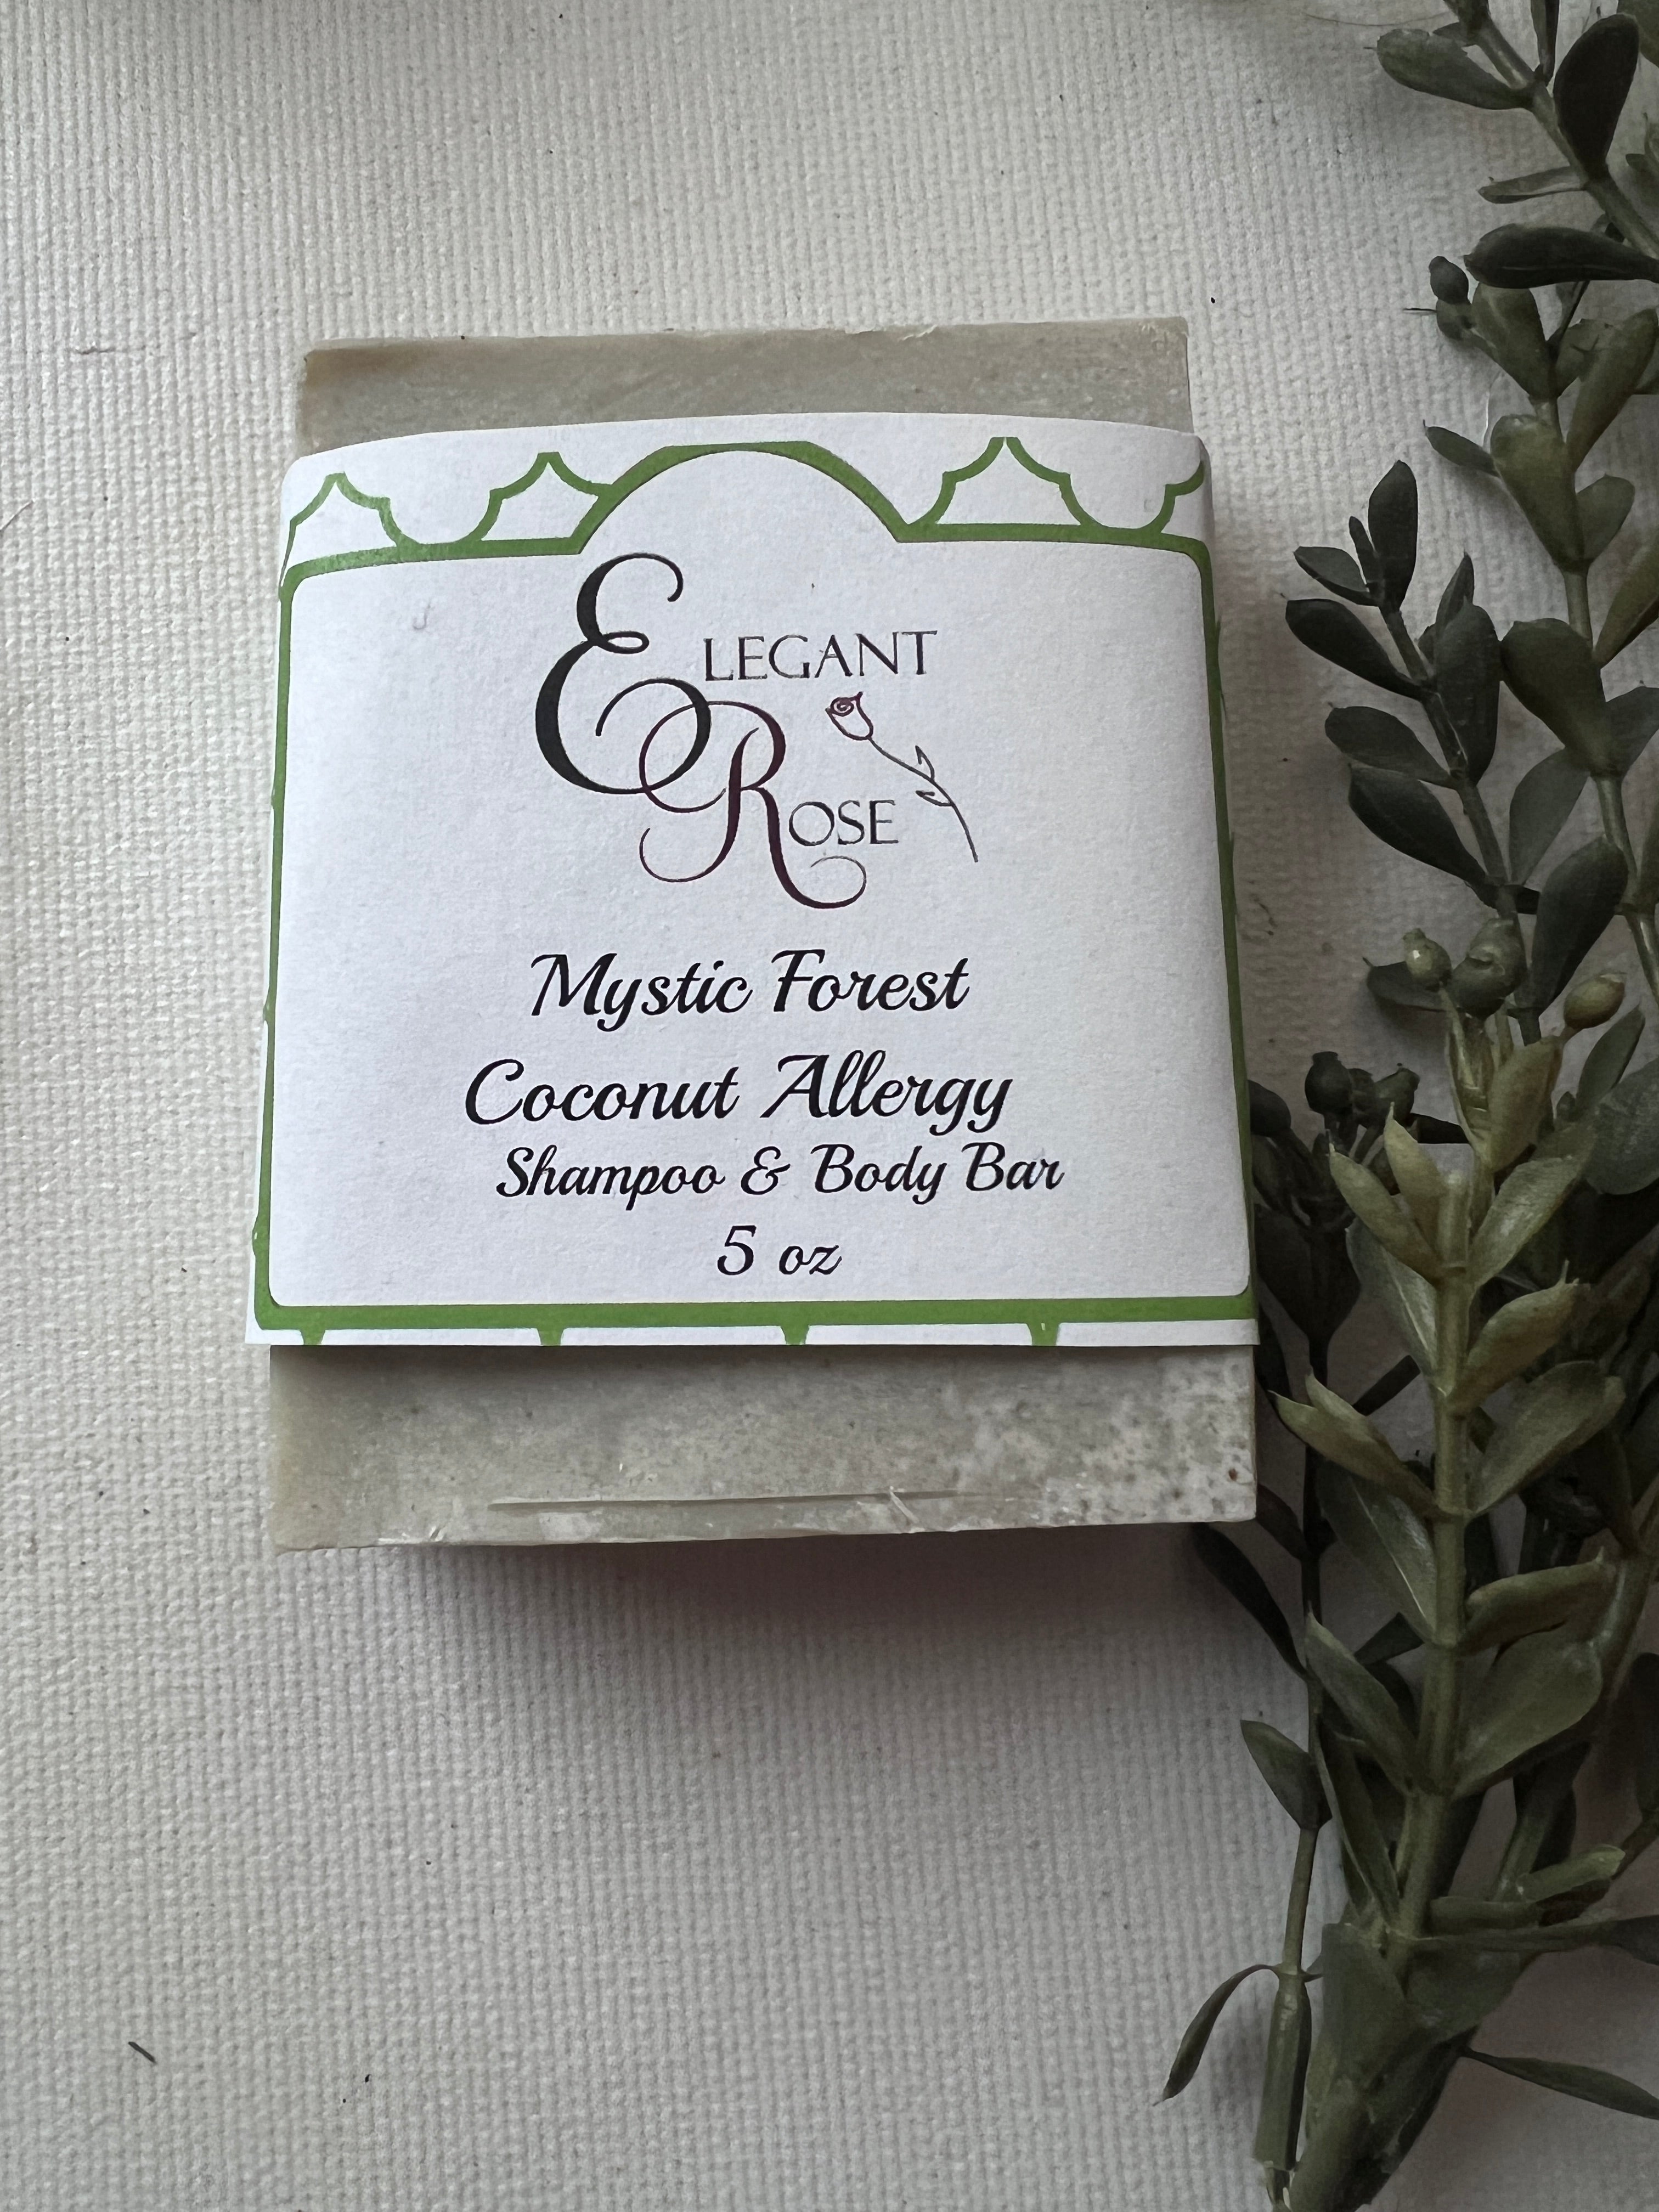 ELEGANT
ROSE
Mystic Forest
Coconut Allergy
Shampoo & Body Bar
5 oz